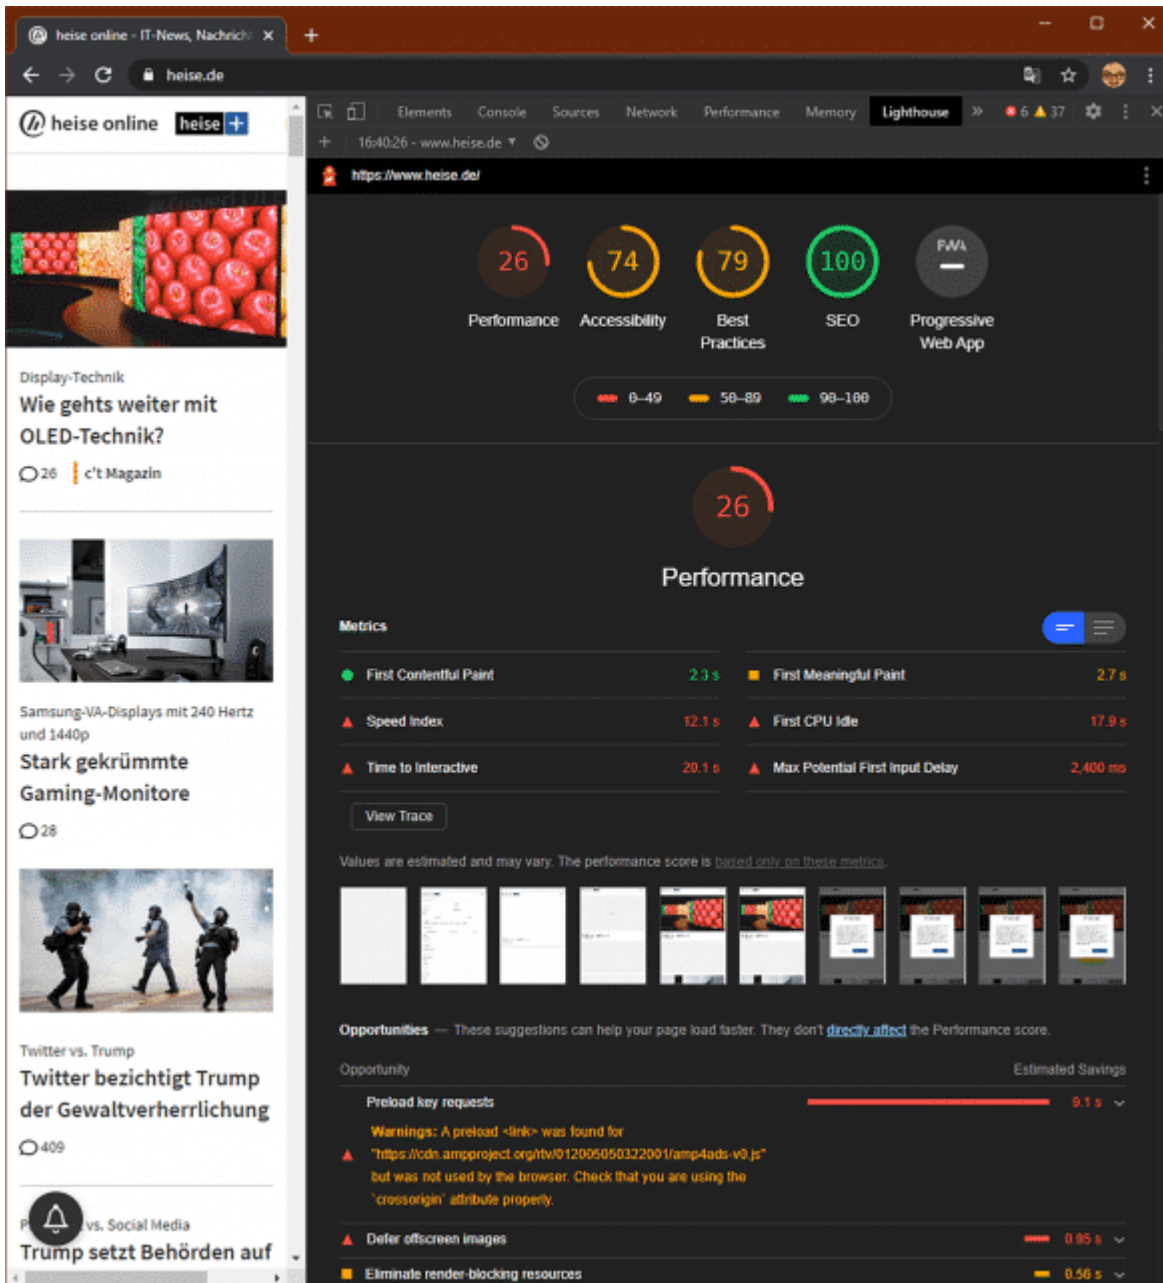 heise online - IT-News, Nachrich
heise.de
heise online heise +
Display-Technik
Wie gehts weiter mit
OLED-Technik?
26 c't Magazin
Samsung-VA-Displays mit 240 Hertz
und 1440p
Stark gekrümmte
Gaming-Monitore
28
Twitter vs. Trump
Twitter bezichtigt Trump
der Gewaltverherrlichung
409
vs. Social Media
Trump setzt Behörden auf
Elements Console Sources Network Performance Memory Lighthouse » 6 37
16:40:26 - www.heise.de
https://www.heise.de/
26 74 79 100 PWA
Performance Accessibility Best Practices SEO Progressive Web App
0–49 50–89 90–100
26
Performance
Metrics
First Contentful Paint 2.3 s First Meaningful Paint 2.7 s
Speed Index 12.1 s First CPU Idle 17.9 s
Time to Interactive 20.1 s Max Potential First Input Delay 2,400 ms
View Trace
Values are estimated and may vary. The performance score is based only on these metrics.
Opportunities — These suggestions can help your page load faster. They don't directly affect the Performance score.
Opportunity Estimated Savings
Preload key requests 9.1 s
Warnings: A preload <link> was found for
"https://cdn.ampproject.org/rtv/012005050322001/amp4ads-v0.js"
but was not used by the browser. Check that you are using the
`crossorigin` attribute properly.
Defer offscreen images 0.95 s
Eliminate render-blocking resources 0.56 s